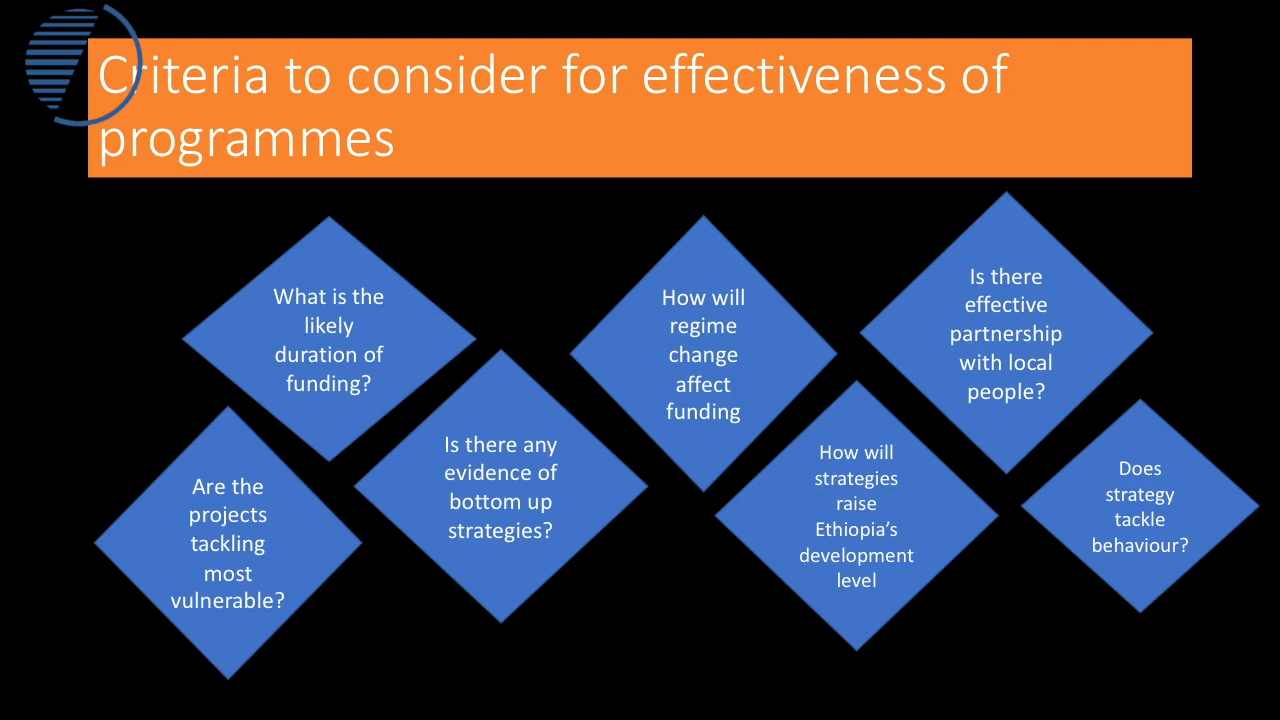 Criteria to consider for effectiveness of
programmes
What is the
likely
duration of
funding?
How will
regime
change
affect
funding
Is there
effective
partnership
with local
people?
Are the
projects
tackling
most
vulnerable?
Is there any
evidence of
bottom up
strategies?
How will
strategies
raise
Ethiopia’s
development
level
Does
strategy
tackle
behaviour?